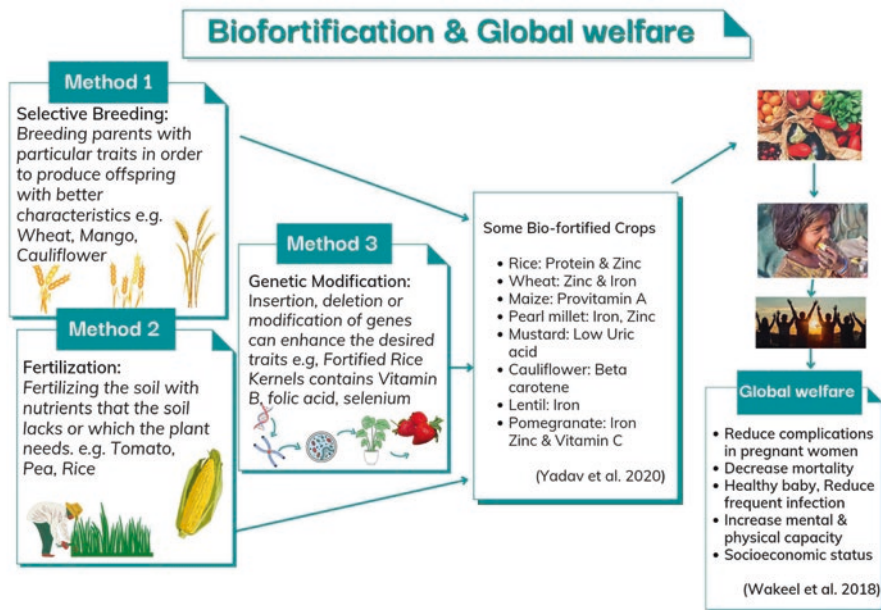 Biofortification & Global welfare
Method 1
Selective Breeding:
Breeding parents with
particular traits in order
to produce offspring
with better
characteristics e.g.
Wheat, Mango,
Cauliflower
Method 2
Fertilization:
Fertilizing the soil with
nutrients that the soil
lacks or which the plant
needs. e.g. Tomato,
Pea, Rice
Method 3
Genetic Modification:
Insertion, deletion or
modification of genes
can enhance the desired
traits e.g, Fortified Rice
Kernels contains Vitamin
B, folic acid, selenium
Some Bio-fortified Crops
• Rice: Protein & Zinc
• Wheat: Zinc & Iron
• Maize: Provitamin A
• Pearl millet: Iron, Zinc
• Mustard: Low Uric
acid
• Cauliflower: Beta
carotene
• Lentil: Iron
• Pomegranate: Iron
Zinc & Vitamin C
(Yadav et al. 2020)
Global welfare
• Reduce complications
in pregnant women
• Decrease mortality
• Healthy baby, Reduce
frequent infection
• Increase mental &
physical capacity
• Socioeconomic status
(Wakeel et al. 2018)